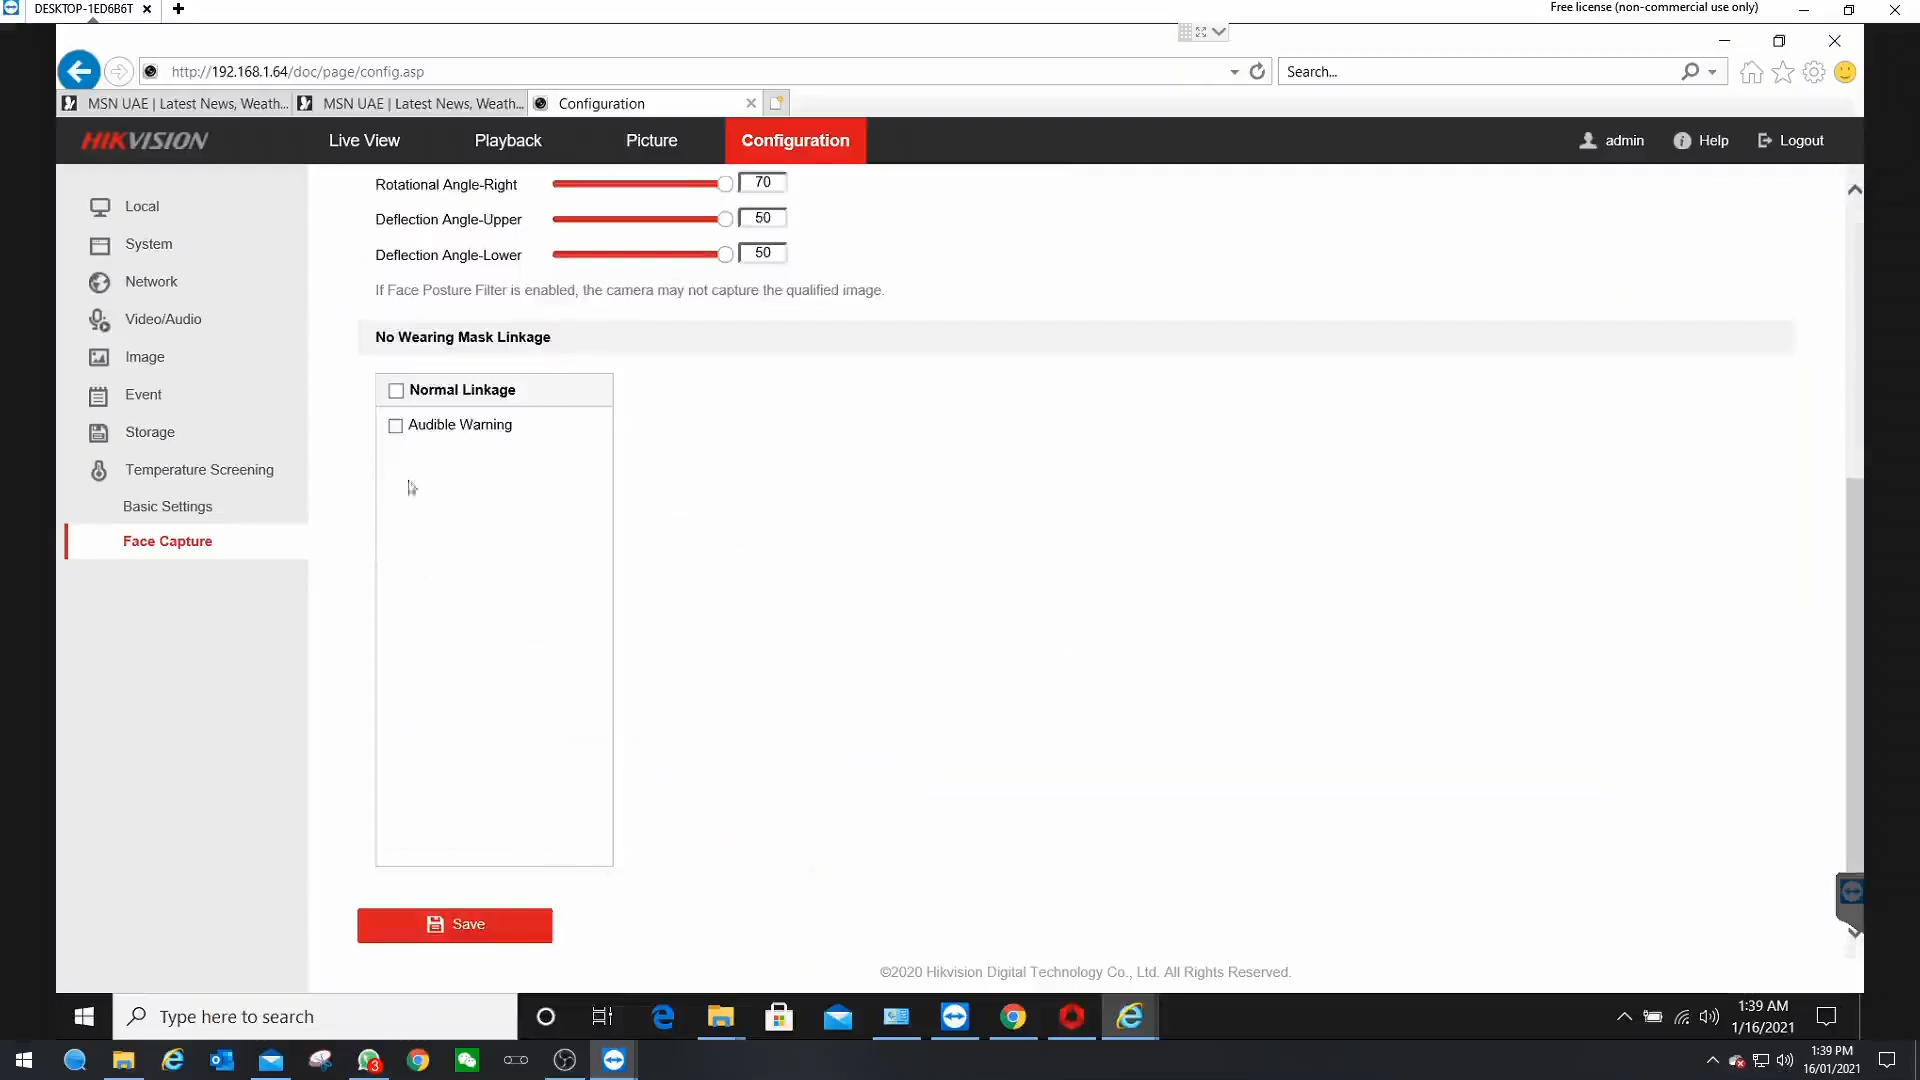 DESKTOP-1ED6B6T
Free license (non-commercial use only)
http://192.168.1.64/doc/page/config.asp
Search...
MSN UAE | Latest News, Weath...
MSN UAE | Latest News, Weath...
Configuration
HIKVISION
Live View
Playback
Picture
Configuration
admin
Help
Logout
Local
System
Network
Video/Audio
Image
Event
Storage
Temperature Screening
Basic Settings
Face Capture
Rotational Angle-Right
70
Deflection Angle-Upper
50
Deflection Angle-Lower
50
If Face Posture Filter is enabled, the camera may not capture the qualified image.
No Wearing Mask Linkage
Normal Linkage
Audible Warning
Save
©2020 Hikvision Digital Technology Co., Ltd. All Rights Reserved.
Type here to search
1:39 AM
1/16/2021
3
1:39 PM
16/01/2021